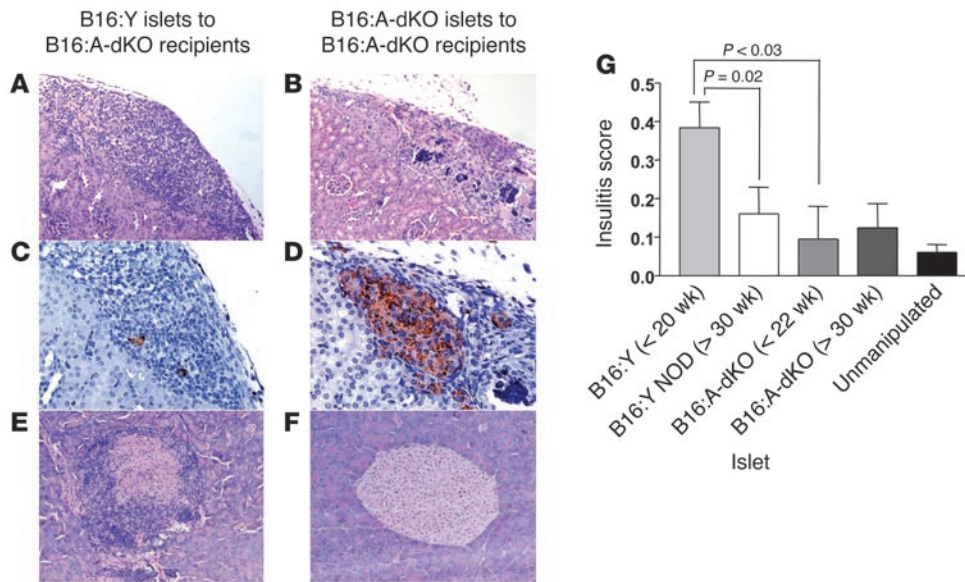 B16:Y islets to
B16:A-dKO recipients
B16:A-dKO islets to
B16:A-dKO recipients
A
B
C
D
E
F
G
P < 0.03
P = 0.02
Insulitis score
0.5
0.4
0.3
0.2
0.1
0.0
B16:Y (< 20 wk)
B16:Y NOD (> 30 wk)
B16:A-dKO (< 22 wk)
B16:A-dKO (> 30 wk)
Unmanipulated
Islet